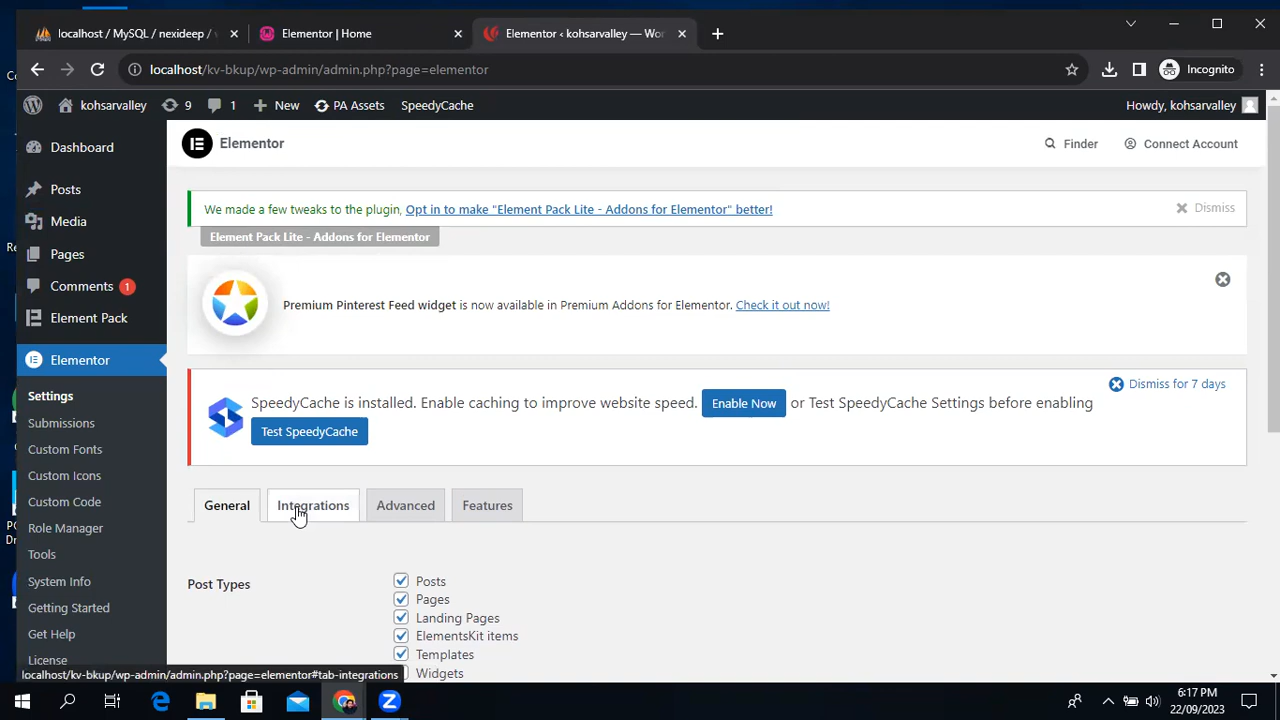 localhost / MySQL / nexideep /
Elementor | Home
Elementor ‹ kohsarvalley — Wor
localhost/kv-bkup/wp-admin/admin.php?page=elementor
Incognito
kohsarvalley
9
1
New
PA Assets
SpeedyCache
Howdy, kohsarvalley
Dashboard
Posts
Media
Pages
Comments 1
Element Pack
Elementor
Settings
Submissions
Custom Fonts
Custom Icons
Custom Code
Role Manager
Tools
System Info
Getting Started
Get Help
License
Elementor
Finder
Connect Account
We made a few tweaks to the plugin, Opt in to make "Element Pack Lite - Addons for Elementor" better!
Dismiss
Element Pack Lite - Addons for Elementor
Premium Pinterest Feed widget is now available in Premium Addons for Elementor. Check it out now!
Dismiss for 7 days
SpeedyCache is installed. Enable caching to improve website speed. Enable Now or Test SpeedyCache Settings before enabling
Test SpeedyCache
General
Integrations
Advanced
Features
Post Types
Posts
Pages
Landing Pages
ElementsKit items
Templates
Widgets
localhost/kv-bkup/wp-admin/admin.php?page=elementor#tab-integrations
6:17 PM
22/09/2023